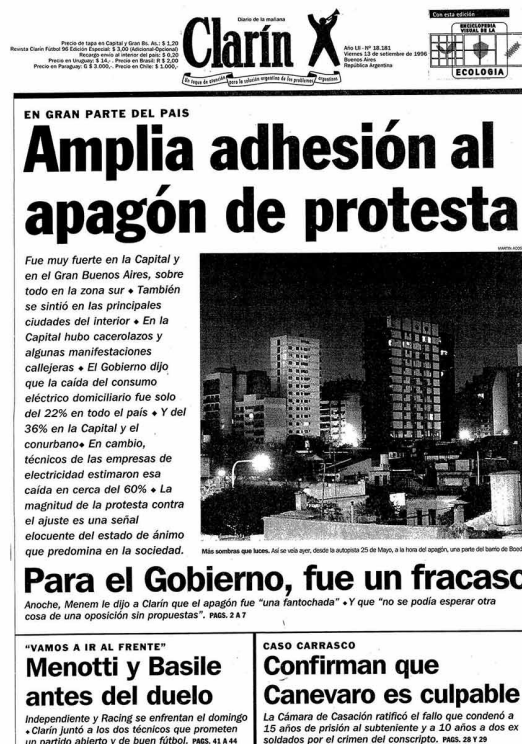 Diario de la mañana
Clarín
Un toque de atención para la solución argentina de los problemas argentinos
Precio de tapa en Capital y Gran Bs. As.: $ 1,20
Revista Clarín Fútbol 96 Edición Especial: $ 3,00 (Adicional-Opcional)
Recargo envío al interior del país: $ 0,20
Precio en Uruguay: $ 14,-. Precio en Brasil: R $ 2,00
Precio en Paraguay: G $ 3.000,-. Precio en Chile: $ 1.000,-
Año LII - Nº 18.181
Viernes 13 de setiembre de 1996
Buenos Aires
República Argentina
Con esta edición
ENCICLOPEDIA
VISUAL DE LA
ECOLOGIA
EN GRAN PARTE DEL PAIS
Amplia adhesión al
apagón de protesta
Fue muy fuerte en la Capital y
en el Gran Buenos Aires, sobre
todo en la zona sur ♦ También
se sintió en las principales
ciudades del interior ♦ En la
Capital hubo cacerolazos y
algunas manifestaciones
callejeras ♦ El Gobierno dijo
que la caída del consumo
eléctrico domiciliario fue solo
del 22% en todo el país ♦ Y del
36% en la Capital y el
conurbano♦ En cambio,
técnicos de las empresas de
electricidad estimaron esa
caída en cerca del 60% ♦ La
magnitud de la protesta contra
el ajuste es una señal
elocuente del estado de ánimo
que predomina en la sociedad.
MARTIN ACOS
Más sombras que luces. Así se veía ayer, desde la autopista 25 de Mayo, a la hora del apagón, una parte del barrio de Boed
Para el Gobierno, fue un fracaso
Anoche, Menem le dijo a Clarín que el apagón fue "una fantochada" ♦ Y que "no se podía esperar otra
cosa de una oposición sin propuestas". PAGS. 2 A 7
"VAMOS A IR AL FRENTE"
Menotti y Basile
antes del duelo
Independiente y Racing se enfrentan el domingo
♦ Clarín juntó a los dos técnicos que prometen
un partido abierto y de buen fútbol. PAGS. 41 A 44
CASO CARRASCO
Confirman que
Canevaro es culpable
La Cámara de Casación ratificó el fallo que condenó a
15 años de prisión al subteniente y a 10 años a dos ex
soldados por el crimen del conscripto. PAGS. 28 Y 29